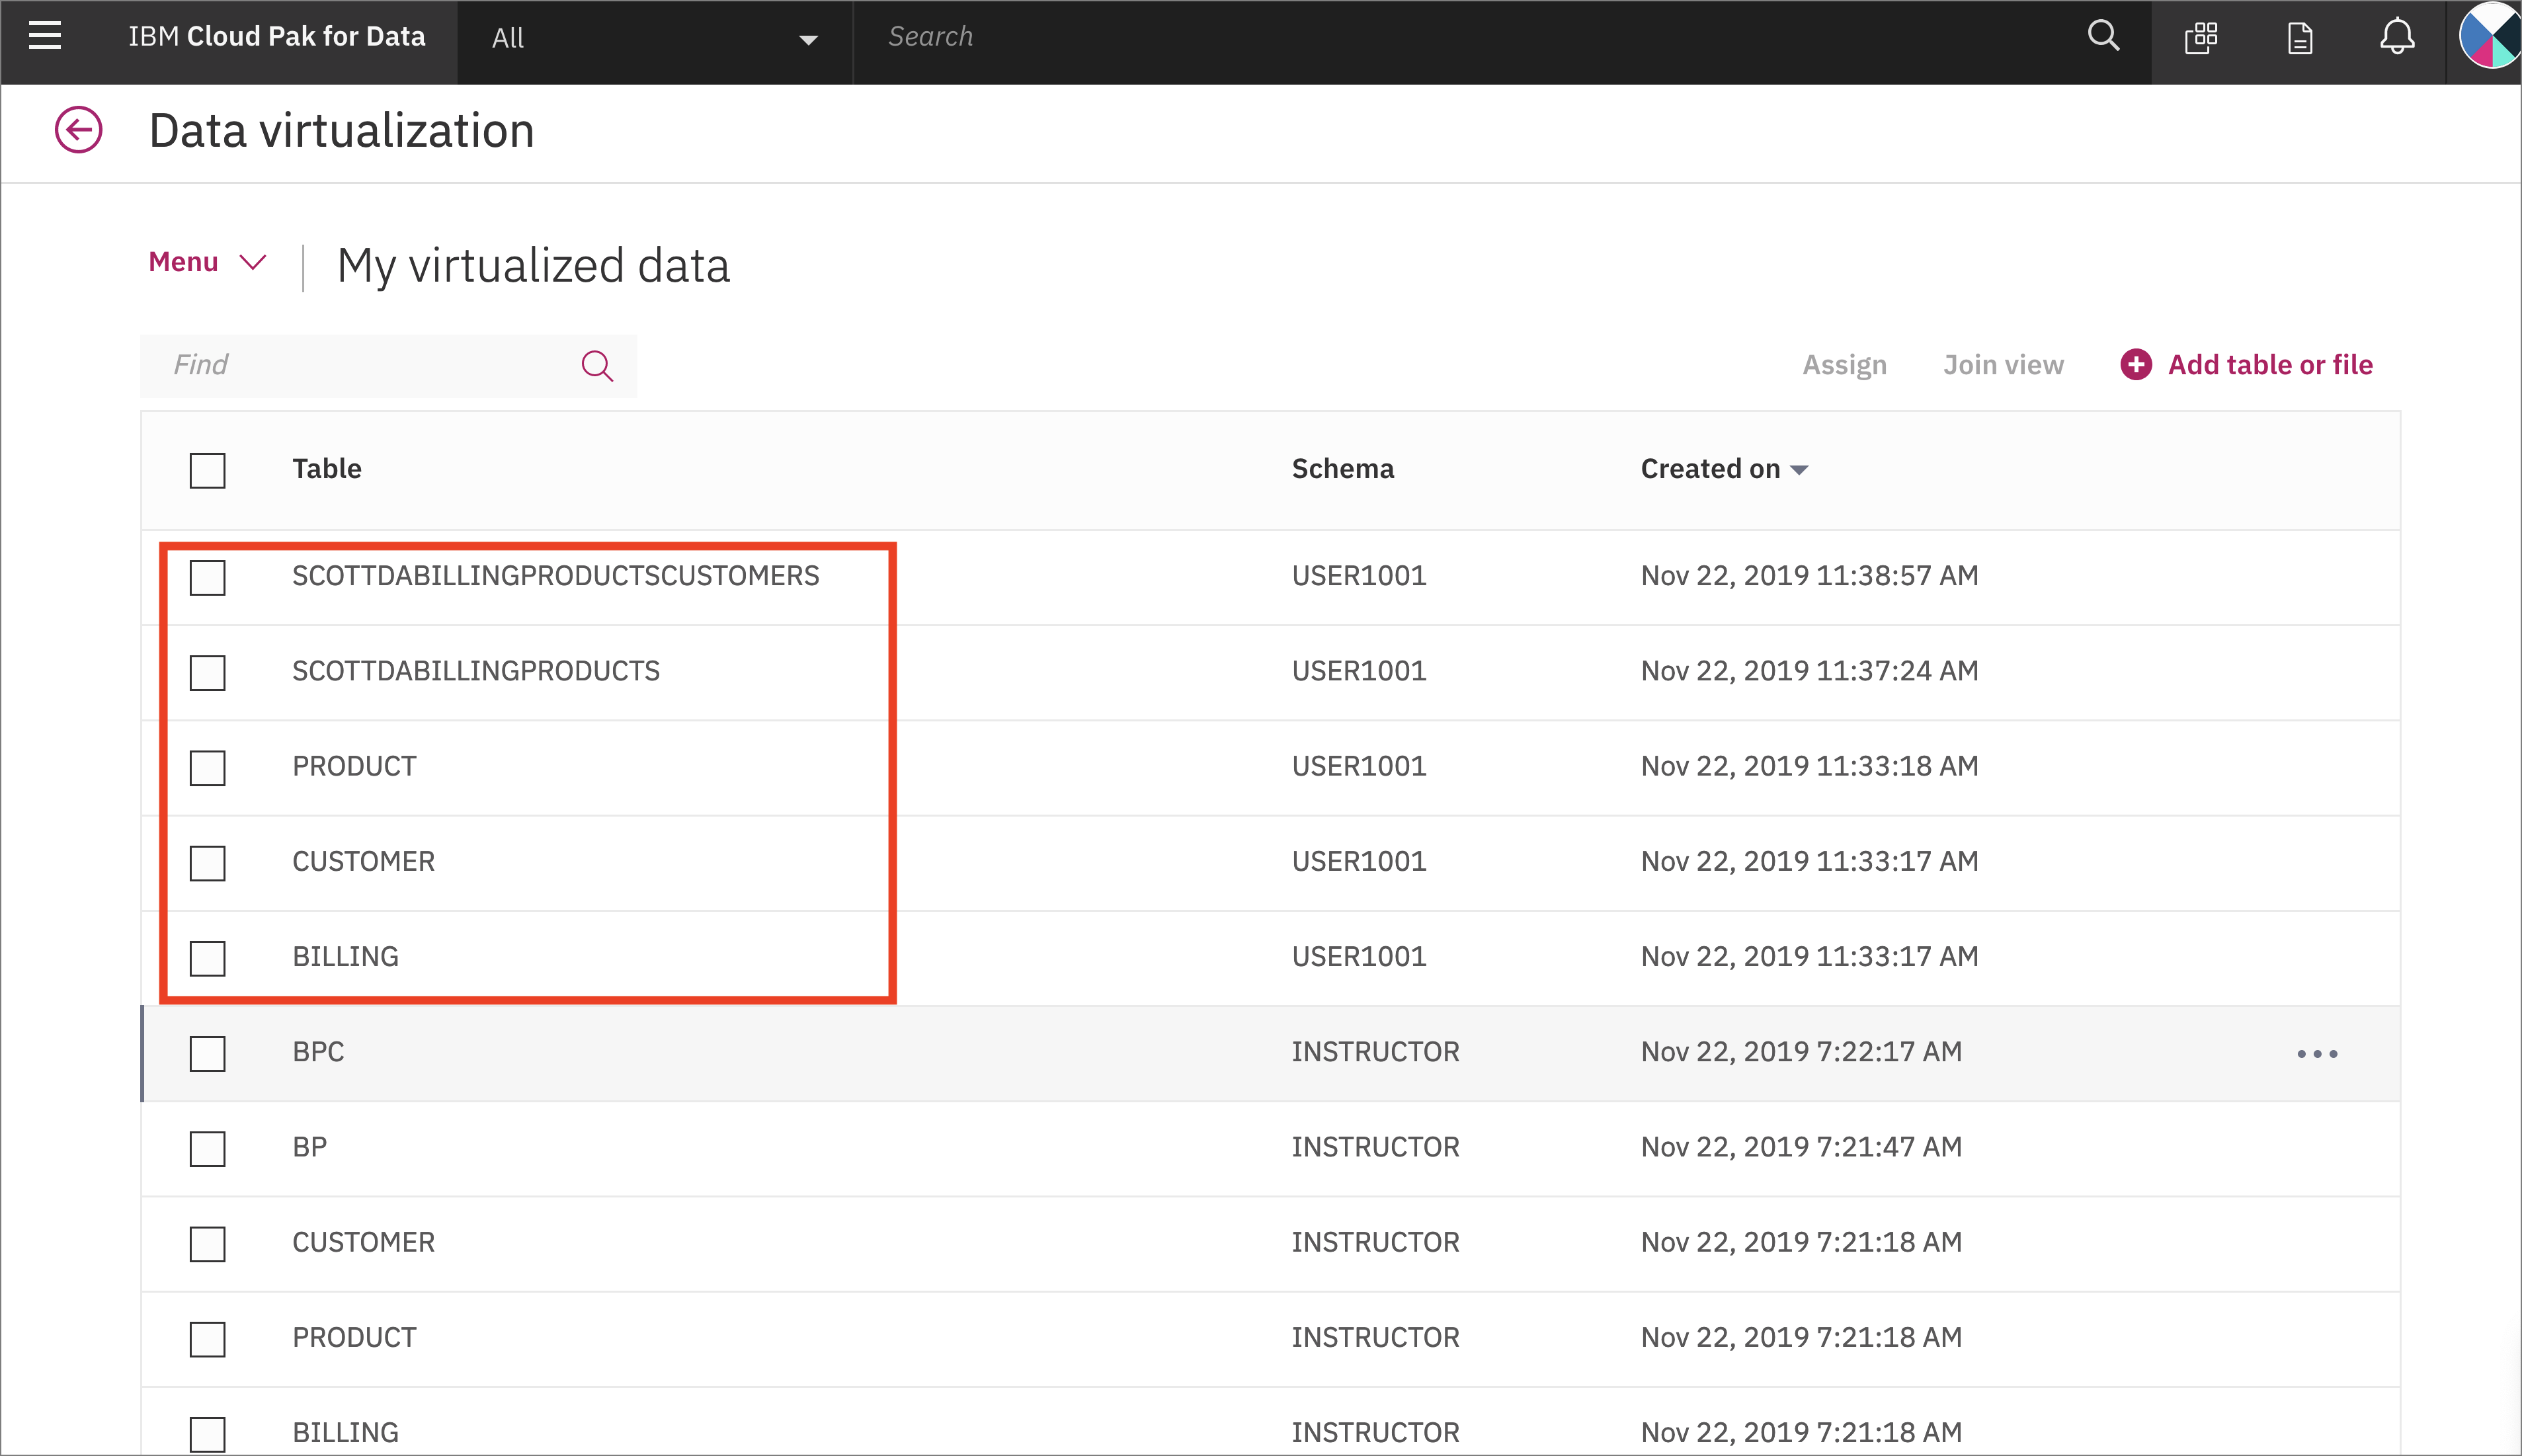 IBM Cloud Pak for Data All Search
Data virtualization
Menu My virtualized data
Find Assign Join view Add table or file
Table Schema Created on
SCOTTDABILLINGPRODUCTSCUSTOMERS USER1001 Nov 22, 2019 11:38:57 AM
SCOTTDABILLINGPRODUCTS USER1001 Nov 22, 2019 11:37:24 AM
PRODUCT USER1001 Nov 22, 2019 11:33:18 AM
CUSTOMER USER1001 Nov 22, 2019 11:33:17 AM
BILLING USER1001 Nov 22, 2019 11:33:17 AM
BPC INSTRUCTOR Nov 22, 2019 7:22:17 AM
BP INSTRUCTOR Nov 22, 2019 7:21:47 AM
CUSTOMER INSTRUCTOR Nov 22, 2019 7:21:18 AM
PRODUCT INSTRUCTOR Nov 22, 2019 7:21:18 AM
BILLING INSTRUCTOR Nov 22, 2019 7:21:18 AM